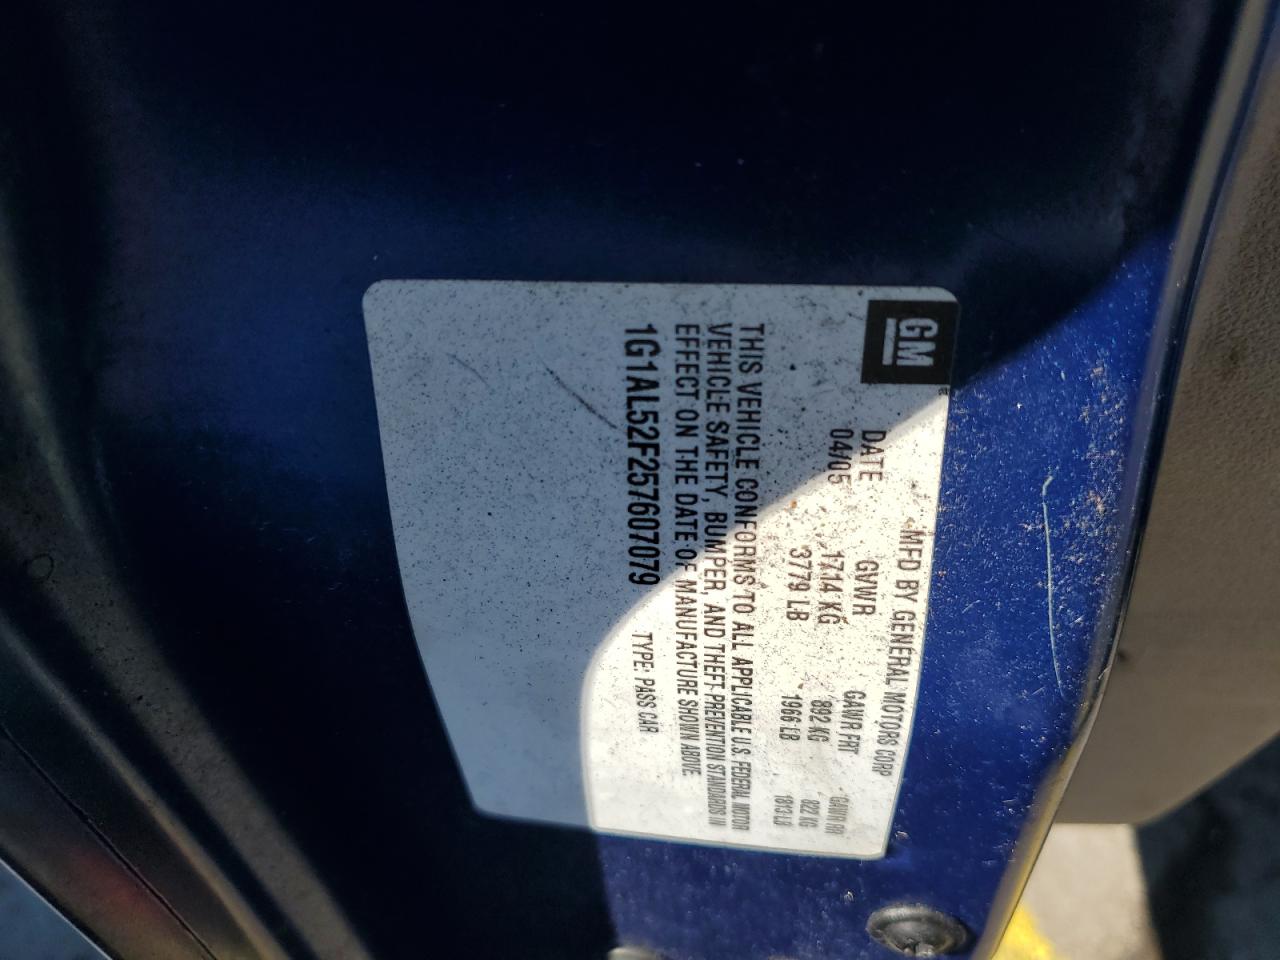 GM
MFD BY GENERAL MOTORS CORP
DATE GVWR GAWR FRT GAWR RR
04/05 1714 KG 892 KG 822 KG
3779 LB 1966 LB 1813 LB
THIS VEHICLE CONFORMS TO ALL APPLICABLE U.S. FEDERAL MOTOR
VEHICLE SAFETY, BUMPER, AND THEFT PREVENTION STANDARDS IN
EFFECT ON THE DATE OF MANUFACTURE SHOWN ABOVE
1G1AL52F257607079 TYPE: PASS CAR